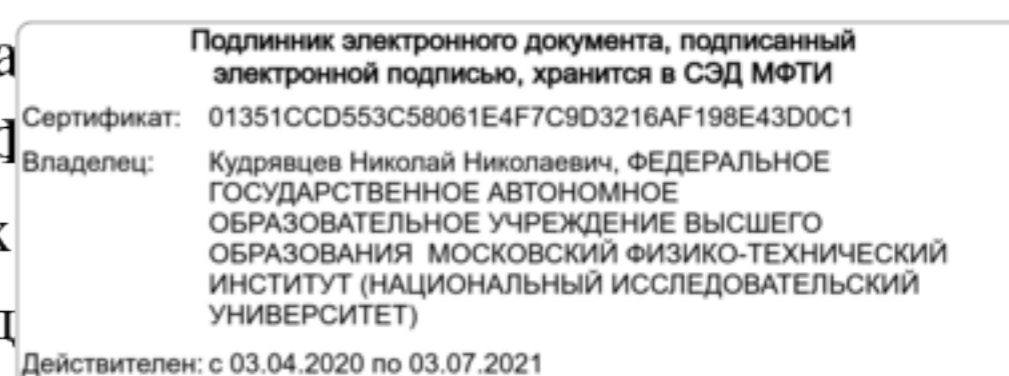 Подлинник электронного документа, подписанный
электронной подписью, хранится в СЭД МФТИ
Сертификат: 01351CCD553C58061E4F7C9D3216AF198E43D0C1
Владелец: Кудрявцев Николай Николаевич, ФЕДЕРАЛЬНОЕ
ГОСУДАРСТВЕННОЕ АВТОНОМНОЕ
ОБРАЗОВАТЕЛЬНОЕ УЧРЕЖДЕНИЕ ВЫСШЕГО
ОБРАЗОВАНИЯ МОСКОВСКИЙ ФИЗИКО-ТЕХНИЧЕСКИЙ
ИНСТИТУТ (НАЦИОНАЛЬНЫЙ ИССЛЕДОВАТЕЛЬСКИЙ
УНИВЕРСИТЕТ)
Действителен: с 03.04.2020 по 03.07.2021